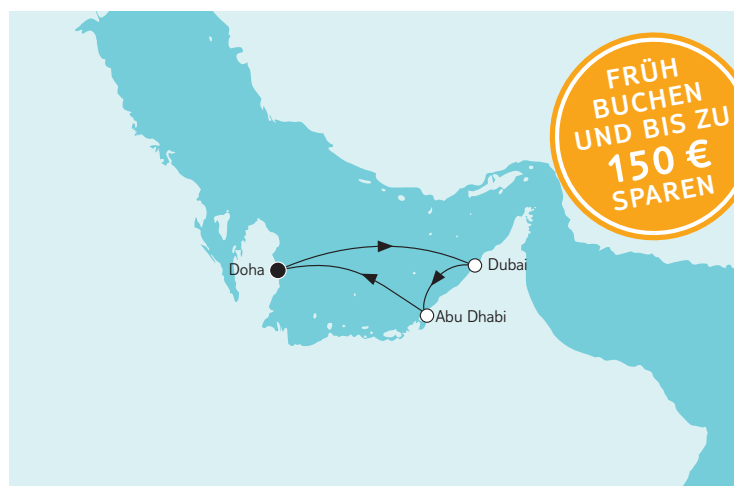 FRÜH
BUCHEN
UND BIS ZU
150 €
SPAREN
Doha
Dubai
Abu Dhabi